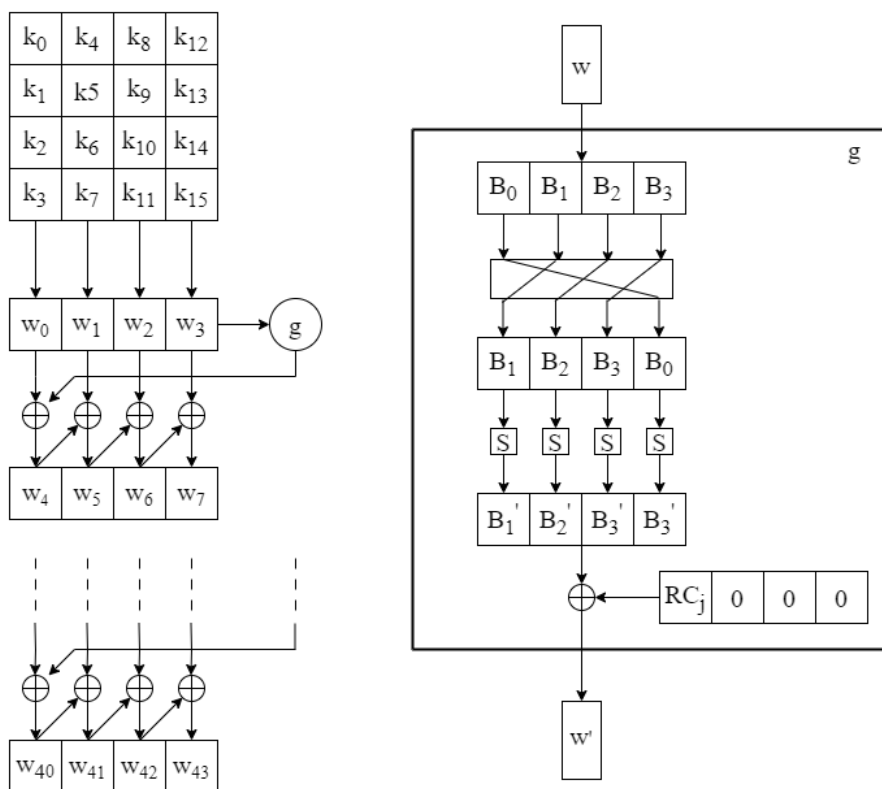 k0 k4 k8 k12
k1 k5 k9 k13
k2 k6 k10 k14
k3 k7 k11 k15
w0 w1 w2 w3
g
w4 w5 w6 w7
w40 w41 w42 w43
w
g
B0 B1 B2 B3
B1 B2 B3 B0
S S S S
B1' B2' B3' B3'
RCj 0 0 0
w'